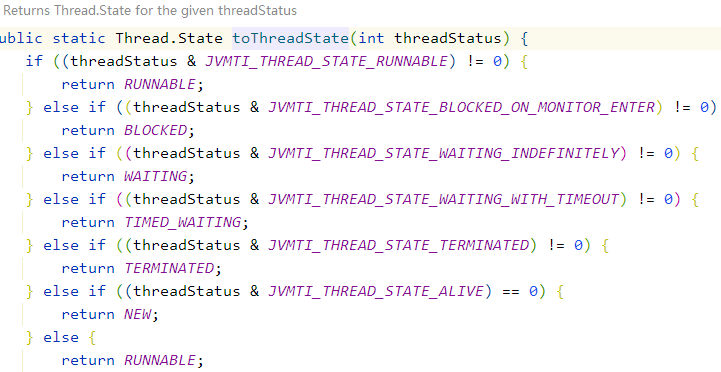 Returns Thread.State for the given threadStatus
ublic static Thread.State toThreadState(int threadStatus) {
if ((threadStatus & JVMTI_THREAD_STATE_RUNNABLE) != 0) {
return RUNNABLE;
} else if ((threadStatus & JVMTI_THREAD_STATE_BLOCKED_ON_MONITOR_ENTER) != 0)
return BLOCKED;
} else if ((threadStatus & JVMTI_THREAD_STATE_WAITING_INDEFINITELY) != 0) {
return WAITING;
} else if ((threadStatus & JVMTI_THREAD_STATE_WAITING_WITH_TIMEOUT) != 0) {
return TIMED_WAITING;
} else if ((threadStatus & JVMTI_THREAD_STATE_TERMINATED) != 0) {
return TERMINATED;
} else if ((threadStatus & JVMTI_THREAD_STATE_ALIVE) == 0) {
return NEW;
} else {
return RUNNABLE;